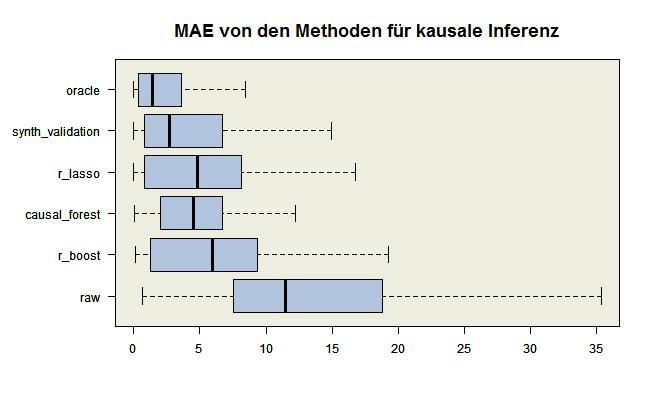 MAE von den Methoden für kausale Inferenz
oracle
synth_validation
r_lasso
causal_forest
r_boost
raw
0 5 10 15 20 25 30 35